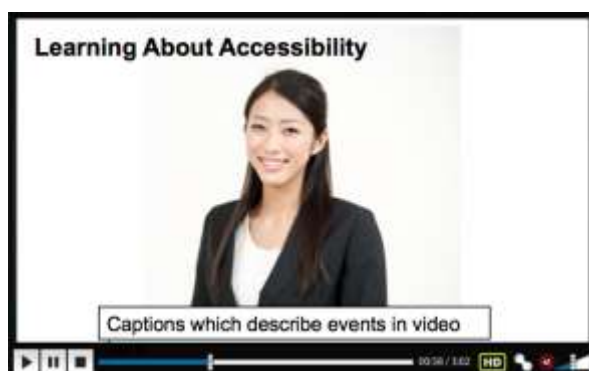 Learning About Accessibility
Captions which describe events in video
HD